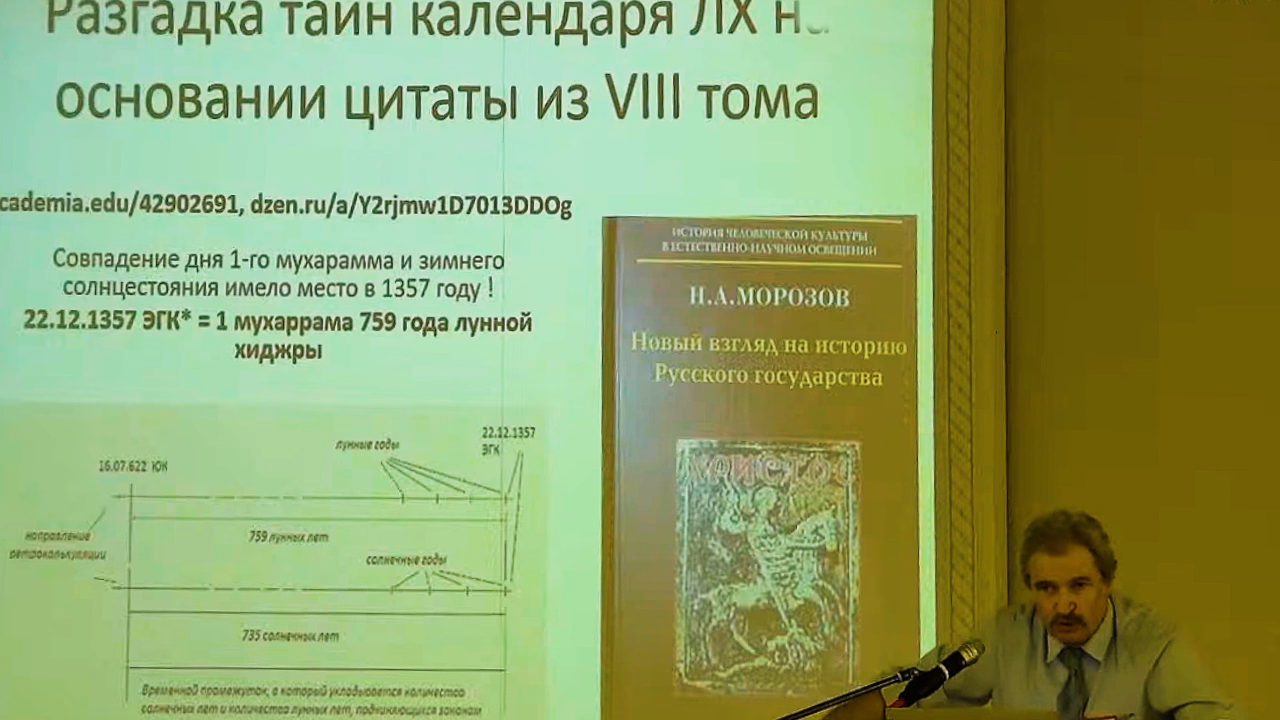 Разгадка тайн календаря ЛХ на
основании цитаты из VIII тома
cademia.edu/42902691, dzen.ru/a/Y2rjmw1D7013DDOg
Совпадение дня 1-го мухарамма и зимнего
солнцестояния имело место в 1357 году !
22.12.1357 ЭГК* = 1 мухаррама 759 года лунной
хиджры
22.12.1357
ЭГК
лунные годы
16.07.622 ЮК
направление
ретрокалькуляции
759 лунных лет
солнечные годы
735 солнечных лет
Временной промежуток, в который укладывается количество
солнечных лет и количество лунных лет, подчиняющихся законам
ИСТОРИЯ ЧЕЛОВЕЧЕСКОЙ КУЛЬТУРЫ
В ЕСТЕСТВЕННО-НАУЧНОМ ОСВЕЩЕНИИ
Н.А.МОРОЗОВ
Новый взгляд на историю
Русского государства
ХРИСТОС